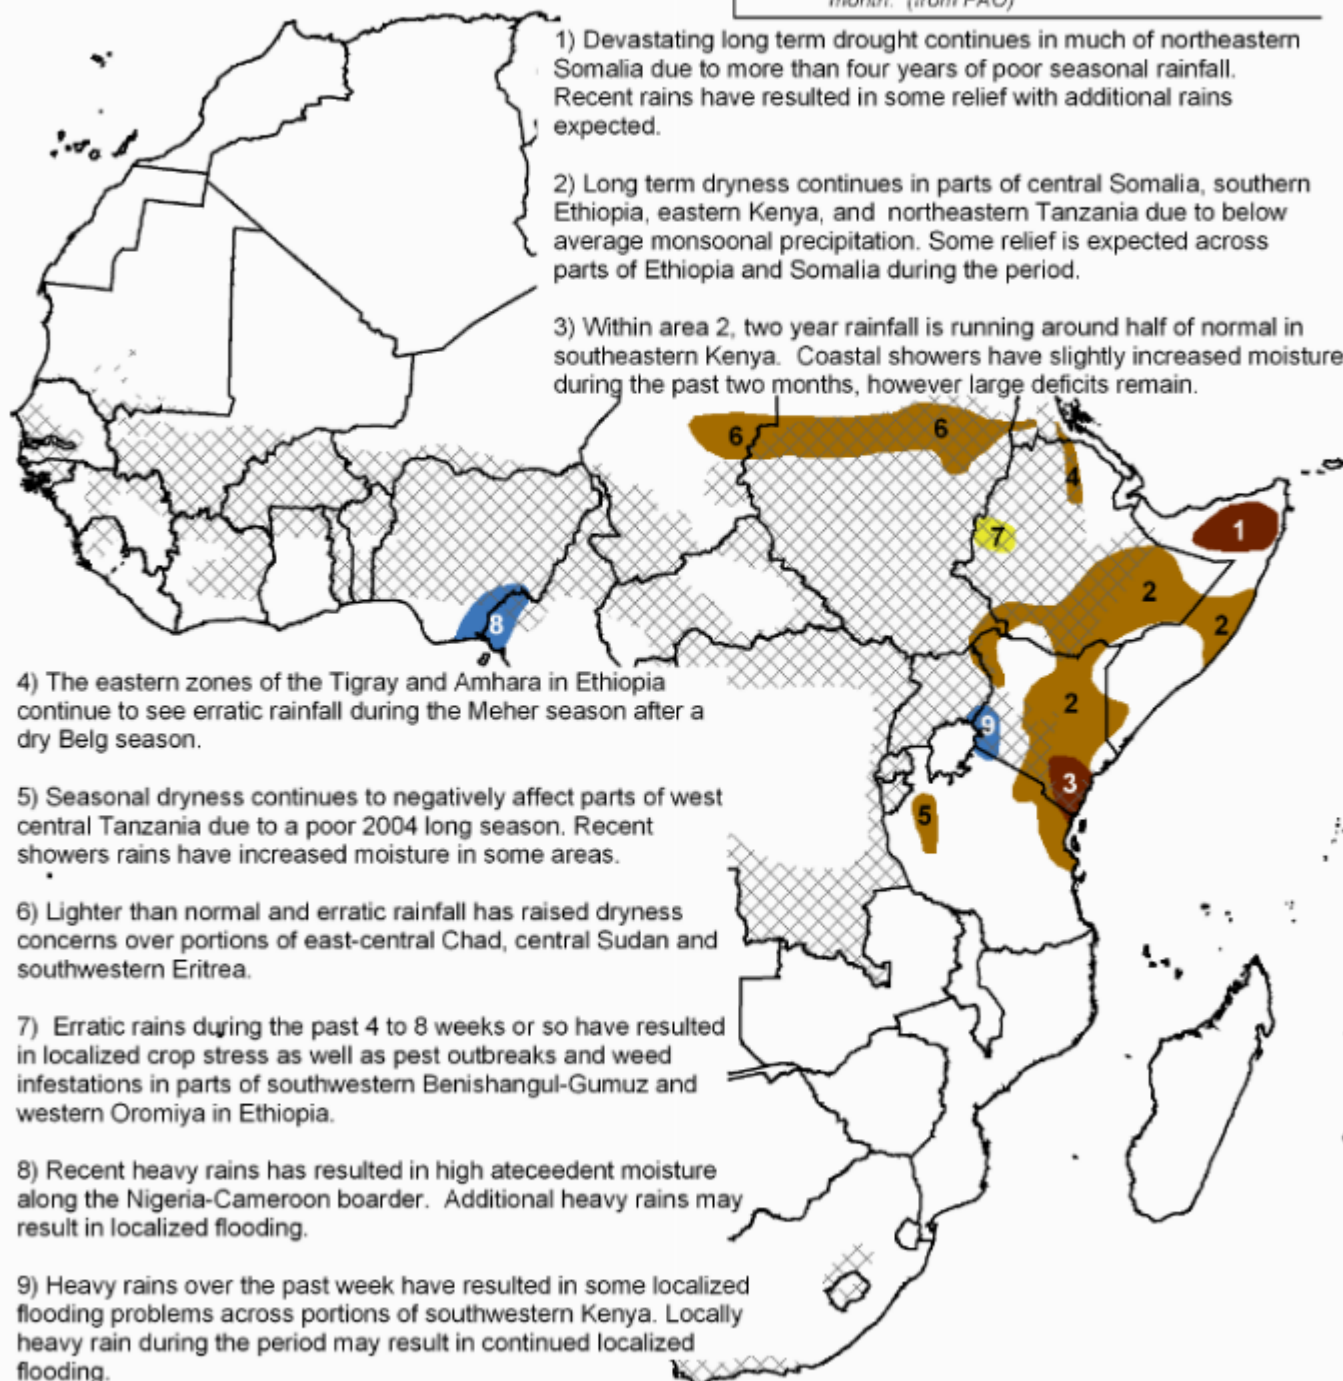 month. (from FAO)
1) Devastating long term drought continues in much of northeastern
Somalia due to more than four years of poor seasonal rainfall.
Recent rains have resulted in some relief with additional rains
expected.
2) Long term dryness continues in parts of central Somalia, southern
Ethiopia, eastern Kenya, and northeastern Tanzania due to below
average monsoonal precipitation. Some relief is expected across
parts of Ethiopia and Somalia during the period.
3) Within area 2, two year rainfall is running around half of normal in
southeastern Kenya. Coastal showers have slightly increased moisture
during the past two months, however large deficits remain.
6
6
4
1
7
2
8
2
4) The eastern zones of the Tigray and Amhara in Ethiopia
continue to see erratic rainfall during the Meher season after a
dry Belg season.
2
9
3
5
5) Seasonal dryness continues to negatively affect parts of west
central Tanzania due to a poor 2004 long season. Recent
showers rains have increased moisture in some areas.
6) Lighter than normal and erratic rainfall has raised dryness
concerns over portions of east-central Chad, central Sudan and
southwestern Eritrea.
7) Erratic rains during the past 4 to 8 weeks or so have resulted
in localized crop stress as well as pest outbreaks and weed
infestations in parts of southwestern Benishangul-Gumuz and
western Oromiya in Ethiopia.
8) Recent heavy rains has resulted in high ateceedent moisture
along the Nigeria-Cameroon boarder. Additional heavy rains may
result in localized flooding.
9) Heavy rains over the past week have resulted in some localized
flooding problems across portions of southwestern Kenya. Locally
heavy rain during the period may result in continued localized
flooding.